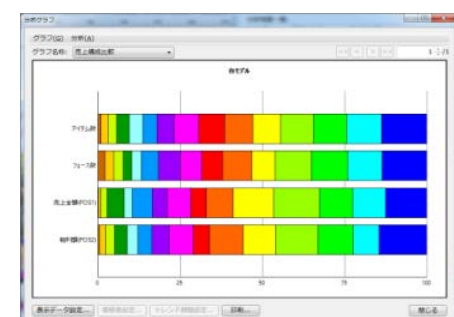 分析グラフ
グラフ(G) 分析(A)
グラフ名称: 売上構成比較
1 /1
全モデル
アイテム数
フェース数
売上金額(POS1)
粗利額(POS2)
0 25 50 75 100
表示データ設定... 印刷... 閉じる